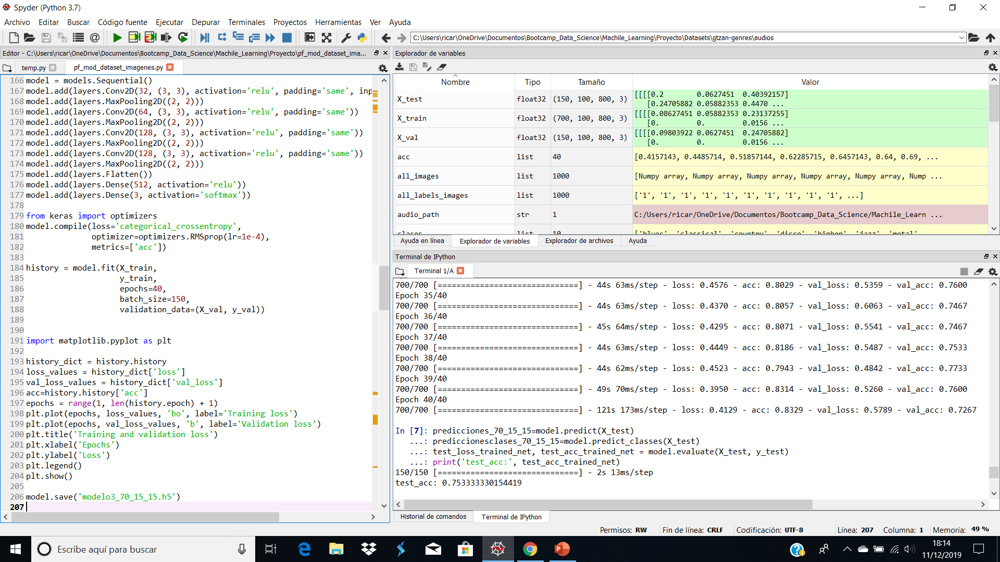 Spyder (Python 3.7)
Archivo Editar Buscar Código fuente Ejecutar Depurar Terminales Proyectos Herramientas Ver Ayuda
C:\Users\ricar\OneDrive\Documentos\Bootcamp_Data_Science\Machile_Learning\Proyecto\Datasets\gtzan-genres\audios
Editor - C:\Users\ricar\OneDrive\Documentos\Bootcamp_Data_Science\Machile_Learning\Proyecto\pf_mod_dataset_ima...
temp.py pf_mod_dataset_imagenes.py
166 model = models.Sequential()
167 model.add(layers.Conv2D(32, (3, 3), activation='relu', padding='same', inp
168 model.add(layers.MaxPooling2D((2, 2)))
169 model.add(layers.Conv2D(64, (3, 3), activation='relu', padding='same'))
170 model.add(layers.MaxPooling2D((2, 2)))
171 model.add(layers.Conv2D(128, (3, 3), activation='relu', padding='same'))
172 model.add(layers.MaxPooling2D((2, 2)))
173 model.add(layers.Conv2D(128, (3, 3), activation='relu', padding='same'))
174 model.add(layers.MaxPooling2D((2, 2)))
175 model.add(layers.Flatten())
176 model.add(layers.Dense(512, activation='relu'))
177 model.add(layers.Dense(3, activation='softmax'))
178
179 from keras import optimizers
180 model.compile(loss='categorical_crossentropy',
181 optimizer=optimizers.RMSprop(lr=1e-4),
182 metrics=['acc'])
183
184 history = model.fit(X_train,
185 y_train,
186 epochs=40,
187 batch_size=150,
188 validation_data=(X_val, y_val))
189
190
191 import matplotlib.pyplot as plt
192
193 history_dict = history.history
194 loss_values = history_dict['loss']
195 val_loss_values = history_dict['val_loss']
196 acc=history.history['acc']
197 epochs = range(1, len(history.epoch) + 1)
198 plt.plot(epochs, loss_values, 'bo', label='Training loss')
199 plt.plot(epochs, val_loss_values, 'b', label='Validation loss')
200 plt.title('Training and validation loss')
201 plt.xlabel('Epochs')
202 plt.ylabel('Loss')
203 plt.legend()
204 plt.show()
205
206 model.save('modelo3_70_15_15.h5')
207
Explorador de variables
Nombre Tipo Tamaño Valor
X_test float32 (150, 100, 800, 3) [[[[0.2 0.0627451 0.40392157]
[0.24705882 0.05882353 0.4470 ...
X_train float32 (700, 100, 800, 3) [[[[0.08627451 0.05882353 0.23137255]
[0. 0. 0.0156 ...
X_val float32 (150, 100, 800, 3) [[[[0.09803922 0.0627451 0.24705882]
[0. 0. 0.0156 ...
acc list 40 [0.4157143, 0.4485714, 0.51857144, 0.62285715, 0.6457143, 0.64, 0.69, ...
all_images list 1000 [Numpy array, Numpy array, Numpy array, Numpy array, Numpy array, Nump ...
all_labels_images list 1000 ['1', '1', '1', '1', '1', '1', '1', '1', '1', '1', ...]
audio_path str 1 C:/Users/ricar/OneDrive/Documentos/Bootcamp_Data_Science/Machile_Learn ...
clases list 10 ['blues', 'classical', 'country', 'disco', 'hiphop', 'jazz', 'metal',
Ayuda en línea Explorador de variables Explorador de archivos Ayuda
Terminal de IPython
Terminal 1/A
700/700 [==============================] - 44s 63ms/step - loss: 0.4576 - acc: 0.8029 - val_loss: 0.5359 - val_acc: 0.7600
Epoch 35/40
700/700 [==============================] - 44s 63ms/step - loss: 0.4370 - acc: 0.8057 - val_loss: 0.6063 - val_acc: 0.7467
Epoch 36/40
700/700 [==============================] - 45s 64ms/step - loss: 0.4295 - acc: 0.8071 - val_loss: 0.5541 - val_acc: 0.7467
Epoch 37/40
700/700 [==============================] - 44s 63ms/step - loss: 0.4449 - acc: 0.8186 - val_loss: 0.5487 - val_acc: 0.7533
Epoch 38/40
700/700 [==============================] - 44s 62ms/step - loss: 0.4523 - acc: 0.7943 - val_loss: 0.4842 - val_acc: 0.7733
Epoch 39/40
700/700 [==============================] - 49s 70ms/step - loss: 0.3950 - acc: 0.8314 - val_loss: 0.5260 - val_acc: 0.7600
Epoch 40/40
700/700 [==============================] - 121s 173ms/step - loss: 0.4129 - acc: 0.8329 - val_loss: 0.5789 - val_acc: 0.7267
In [7]: predicciones_70_15_15=model.predict(X_test)
...: prediccionesclases_70_15_15=model.predict_classes(X_test)
...: test_loss_trained_net, test_acc_trained_net = model.evaluate(X_test, y_test)
...: print('test_acc:', test_acc_trained_net)
150/150 [==============================] - 2s 13ms/step
test_acc: 0.753333330154419
Historial de comandos Terminal de IPython
Permisos: RW Fin de línea: CRLF Codificación: UTF-8 Línea: 207 Columna: 1 Memoria: 49 %
Escribe aquí para buscar
18:14
11/12/2019